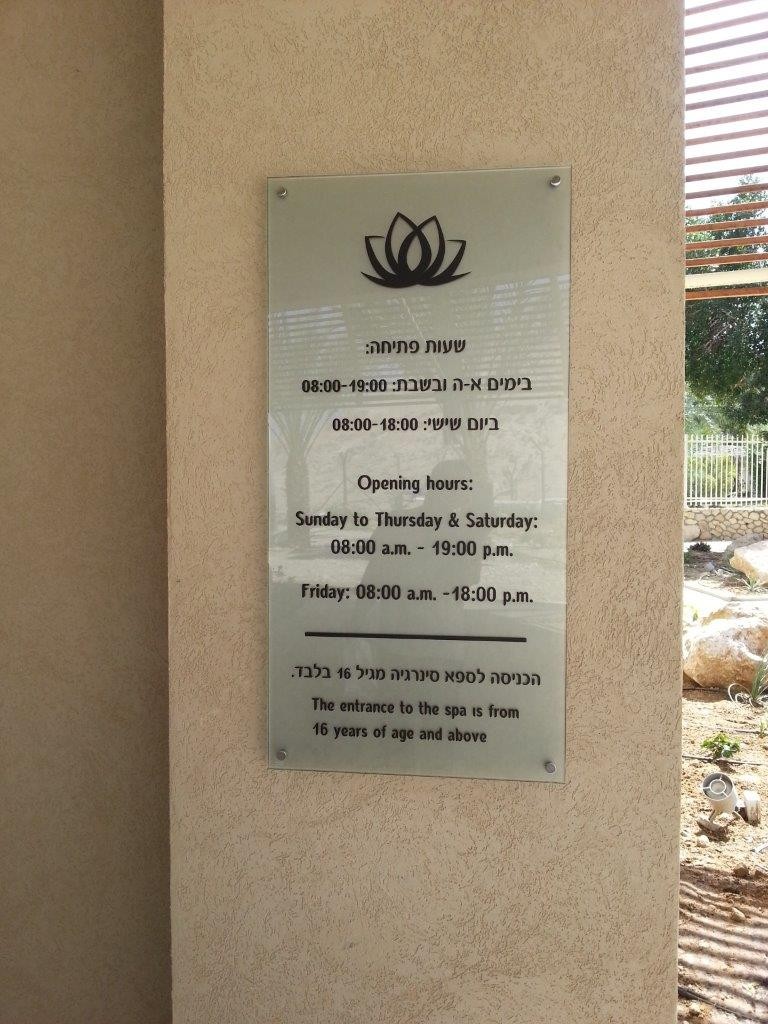 שעות פתיחה:
בימים א-ה ובשבת: 08:00-19:00
ביום שישי: 08:00-18:00
Opening hours:
Sunday to Thursday & Saturday:
08:00 a.m. - 19:00 p.m.
Friday: 08:00 a.m. -18:00 p.m.
הכניסה לספא סינרגיה מגיל 16 בלבד.
The entrance to the spa is from
16 years of age and above